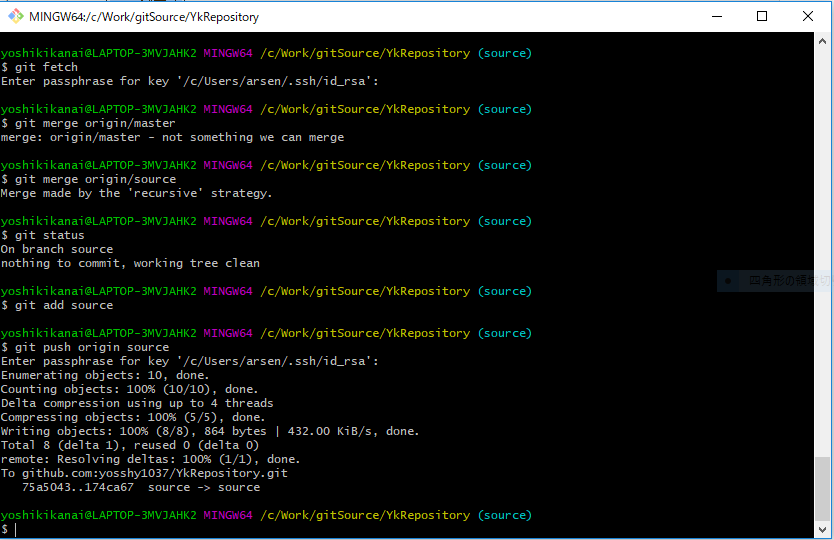 MINGW64:/c/Work/gitSource/YkRepository
yoshikikanai@LAPTOP-3MVJAHK2 MINGW64 /c/Work/gitSource/YkRepository (source)
$ git fetch
Enter passphrase for key '/c/Users/arsen/.ssh/id_rsa':
yoshikikanai@LAPTOP-3MVJAHK2 MINGW64 /c/Work/gitSource/YkRepository (source)
$ git merge origin/master
merge: origin/master - not something we can merge
yoshikikanai@LAPTOP-3MVJAHK2 MINGW64 /c/Work/gitSource/YkRepository (source)
$ git merge origin/source
Merge made by the 'recursive' strategy.
yoshikikanai@LAPTOP-3MVJAHK2 MINGW64 /c/Work/gitSource/YkRepository (source)
$ git status
On branch source
nothing to commit, working tree clean
四角形の領域切
yoshikikanai@LAPTOP-3MVJAHK2 MINGW64 /c/Work/gitSource/YkRepository (source)
$ git add source
yoshikikanai@LAPTOP-3MVJAHK2 MINGW64 /c/Work/gitSource/YkRepository (source)
$ git push origin source
Enter passphrase for key '/c/Users/arsen/.ssh/id_rsa':
Enumerating objects: 10, done.
Counting objects: 100% (10/10), done.
Delta compression using up to 4 threads
Compressing objects: 100% (5/5), done.
Writing objects: 100% (8/8), 864 bytes | 432.00 KiB/s, done.
Total 8 (delta 1), reused 0 (delta 0)
remote: Resolving deltas: 100% (1/1), done.
To github.com:yosshy1037/YkRepository.git
   75a5043..174ca67  source -> source
yoshikikanai@LAPTOP-3MVJAHK2 MINGW64 /c/Work/gitSource/YkRepository (source)
$